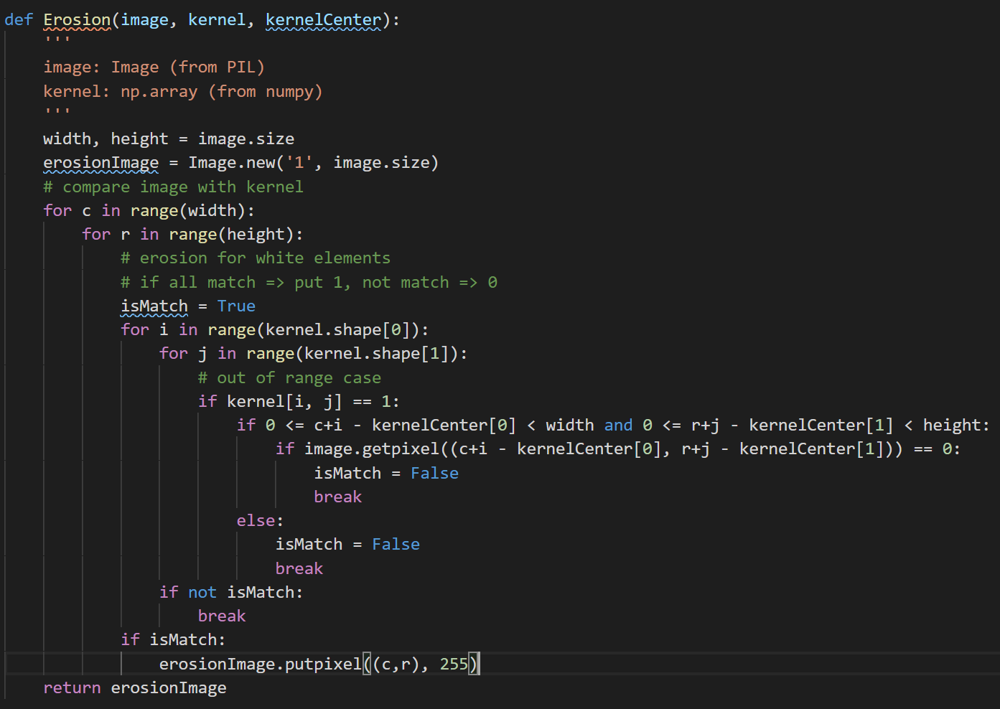 def Erosion(image, kernel, kernelCenter):
    '''
    image: Image (from PIL)
    kernel: np.array (from numpy)
    '''
    width, height = image.size
    erosionImage = Image.new('1', image.size)
    # compare image with kernel
    for c in range(width):
        for r in range(height):
            # erosion for white elements
            # if all match => put 1, not match => 0
            isMatch = True
            for i in range(kernel.shape[0]):
                for j in range(kernel.shape[1]):
                    # out of range case
                    if kernel[i, j] == 1:
                        if 0 <= c+i - kernelCenter[0] < width and 0 <= r+j - kernelCenter[1] < height:
                            if image.getpixel((c+i - kernelCenter[0], r+j - kernelCenter[1])) == 0:
                                isMatch = False
                                break
                        else:
                            isMatch = False
                            break
                if not isMatch:
                    break
            if isMatch:
                erosionImage.putpixel((c,r), 255)
    return erosionImage